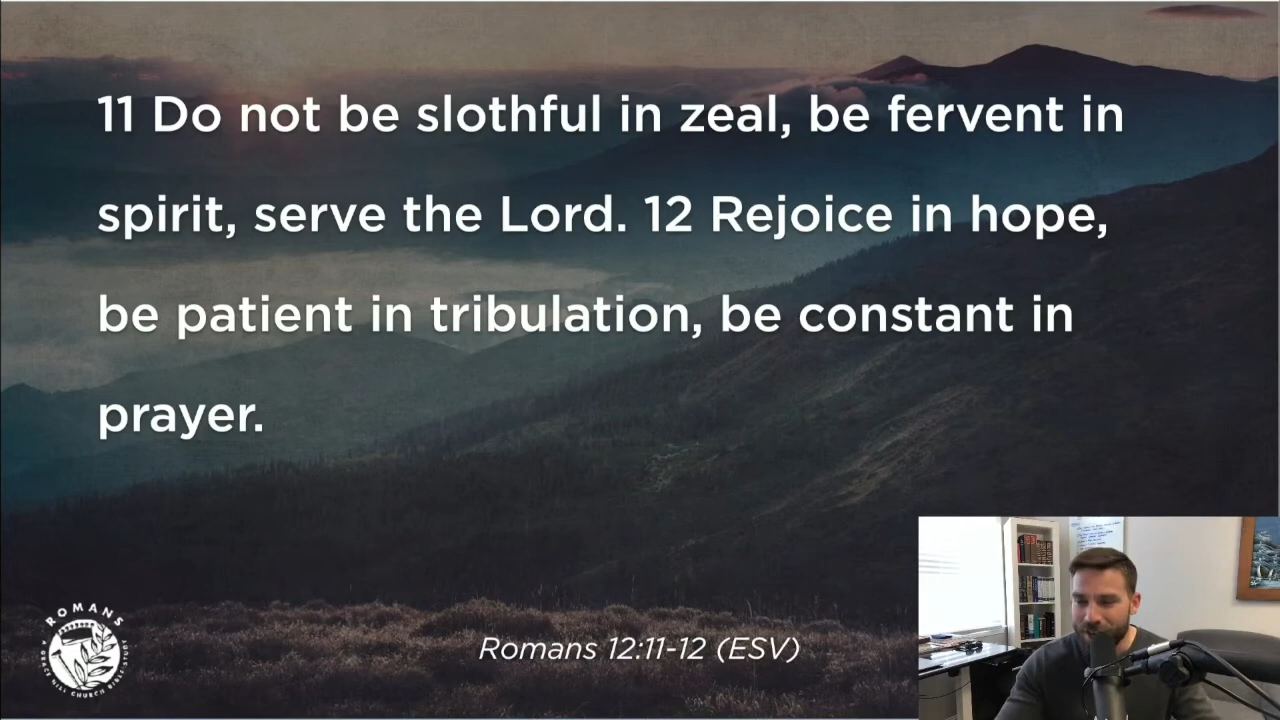 11 Do not be slothful in zeal, be fervent in
spirit, serve the Lord. 12 Rejoice in hope,
be patient in tribulation, be constant in
prayer.
Romans 12:11-12 (ESV)
ROMANS